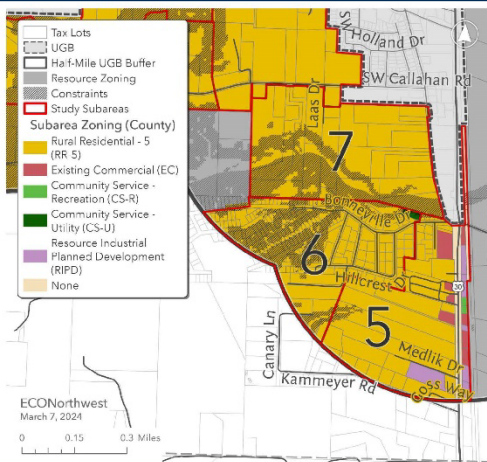 Tax Lots
UGB
Half-Mile UGB Buffer
Resource Zoning
Constraints
Study Subareas
Subarea Zoning (County)
Rural Residential - 5
(RR 5)
Existing Commercial (EC)
Community Service -
Recreation (CS-R)
Community Service -
Utility (CS-U)
Resource Industrial
Planned Development
(RIPD)
None
SW Holland Dr
SW Callahan Rd
Laas Dr
7
Bonneville Dr
6
Hillcrest Dr
30
5
Canary Ln
Medlik Dr
Kammeyer Rd
Goss Way
ECONorthwest
March 7, 2024
0 0.15 0.3 Miles